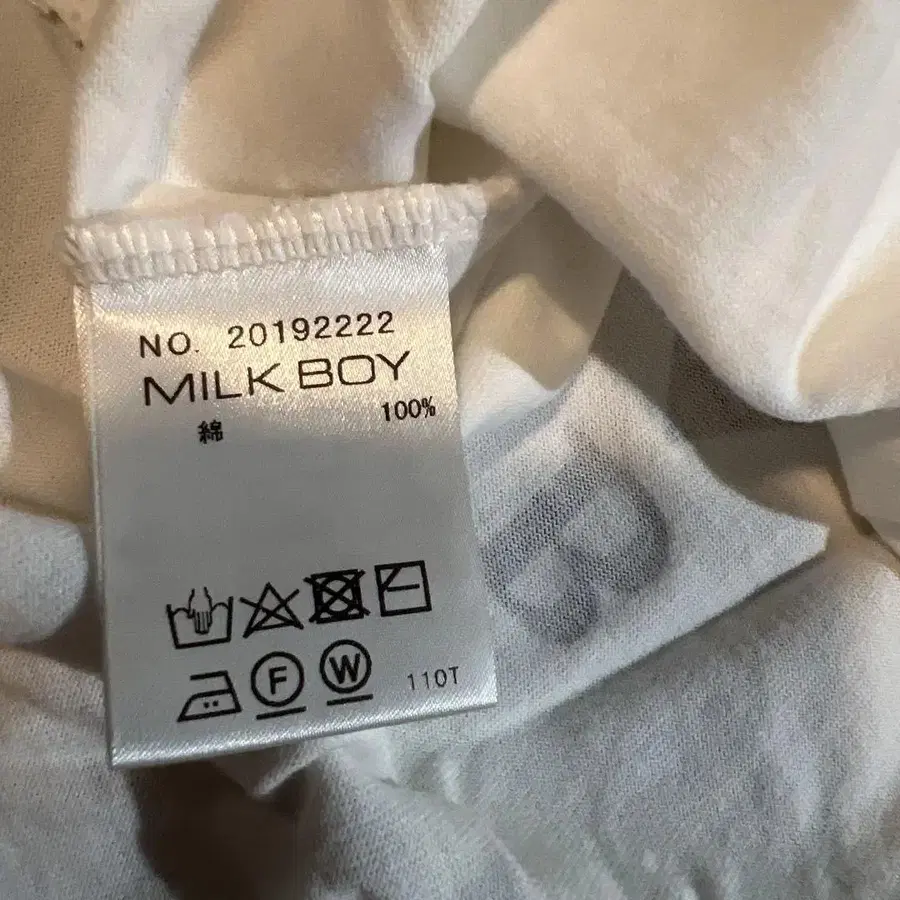 NO. 20192222
MILK BOY
綿 100%
F W 110T
B